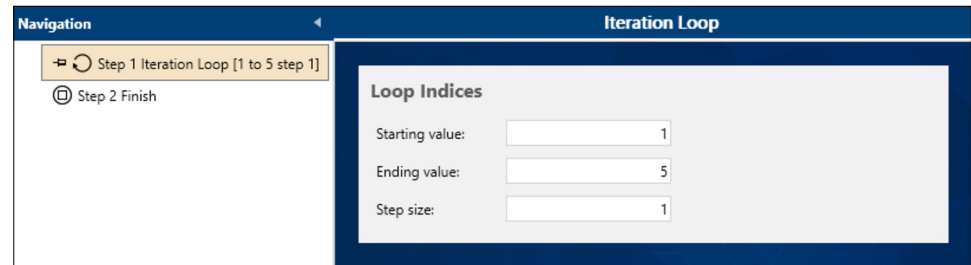 Navigation
Iteration Loop
Step 1 Iteration Loop [1 to 5 step 1]
Step 2 Finish
Loop Indices
Starting value: 1
Ending value: 5
Step size: 1